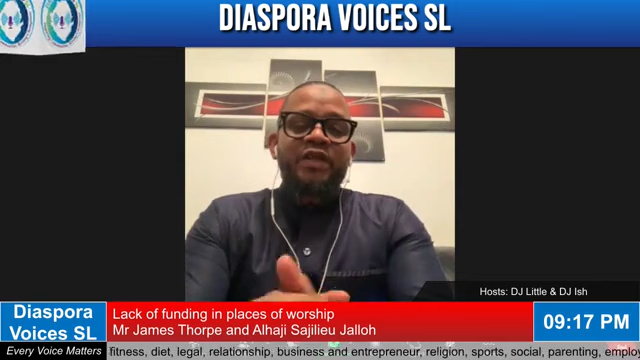 DIASPORA VOICES SL
Hosts: DJ Little & DJ Ish
Diaspora
Voices SL
Lack of funding in places of worship
Mr James Thorpe and Alhaji Sajilieu Jalloh
09:17 PM
Every Voice Matters
fitness, diet, legal, relationship, business and entrepreneur, religion, sports, social, parenting,